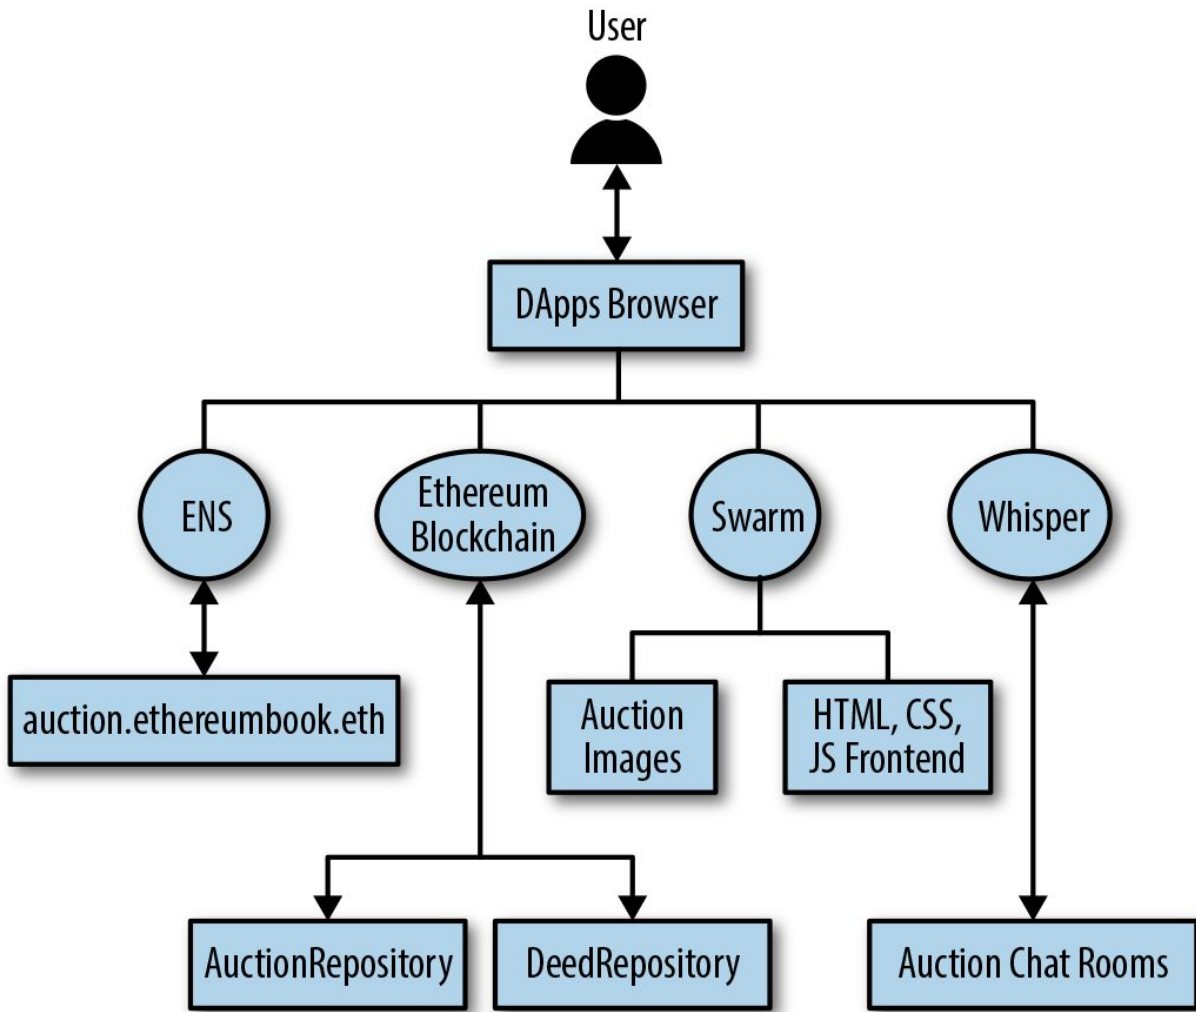 User
DApps Browser
ENS
Ethereum
Blockchain
Swarm
Whisper
auction.ethereumbook.eth
Auction
Images
HTML, CSS,
JS Frontend
AuctionRepository
DeedRepository
Auction Chat Rooms